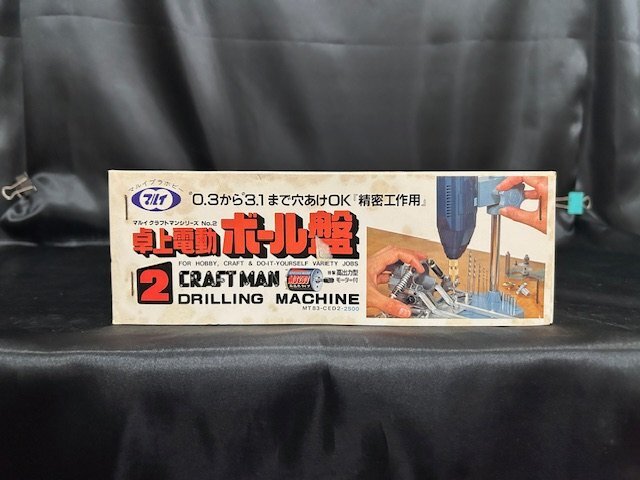 マルイプラホビー
マルイ
"0.3から"3.1まで穴あけOK『精密工作用』
マルイクラフトマンシリーズ No.2
卓上電動ボール盤
FOR HOBBY, CRAFT & DO-IT-YOURSELF VARIETY JOBS
2 CRAFT MAN
高出力型
モーター付
DRILLING MACHINE
MT83-CED2-2500